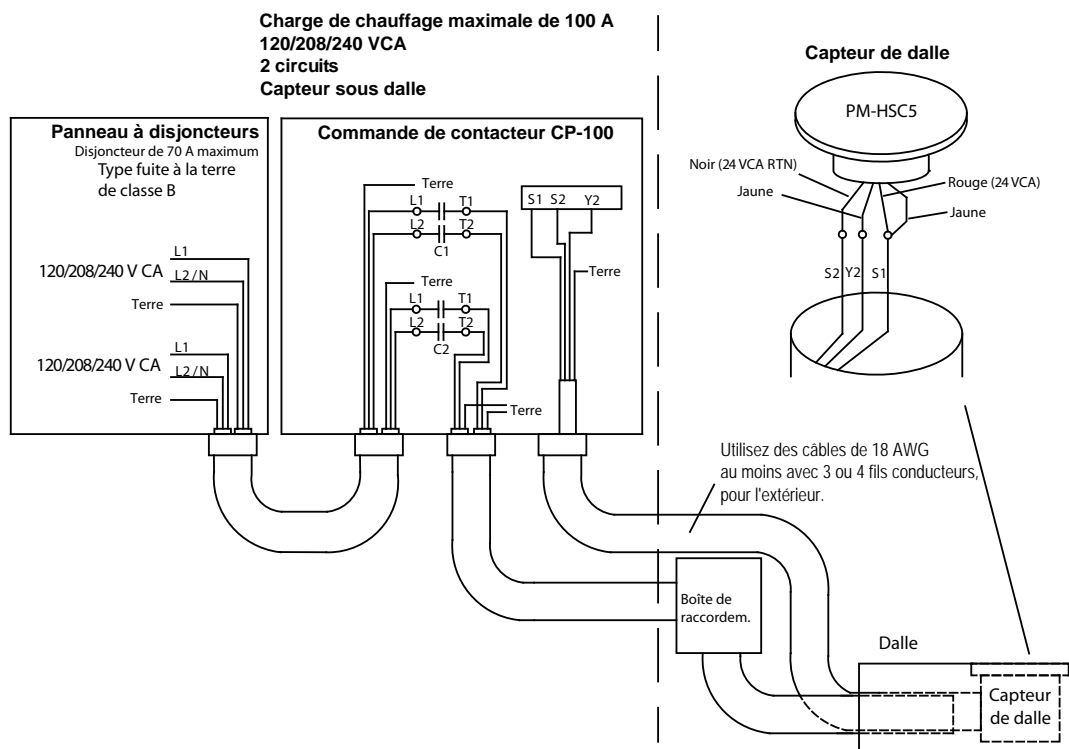 Charge de chauffage maximale de 100 A
120/208/240 VCA
2 circuits
Capteur sous dalle
Panneau à disjoncteurs
Disjoncteur de 70 A maximum
Type fuite à la terre
de classe B
L1
120/208/240 V CA
L2/N
Terre
L1
120/208/240 V CA
L2/N
Terre
Commande de contacteur CP-100
Terre
L1
T1
L2
T2
C1
Terre
L1
T1
L2
T2
C2
Terre
S1
S2
Y2
Terre
Capteur de dalle
PM-HSC5
Noir (24 VCA RTN)
Jaune
Rouge (24 VCA)
Jaune
S2
Y2
S1
Utilisez des câbles de 18 AWG
au moins avec 3 ou 4 fils conducteurs,
pour l'extérieur.
Boîte de
raccordem.
Dalle
Capteur
de dalle